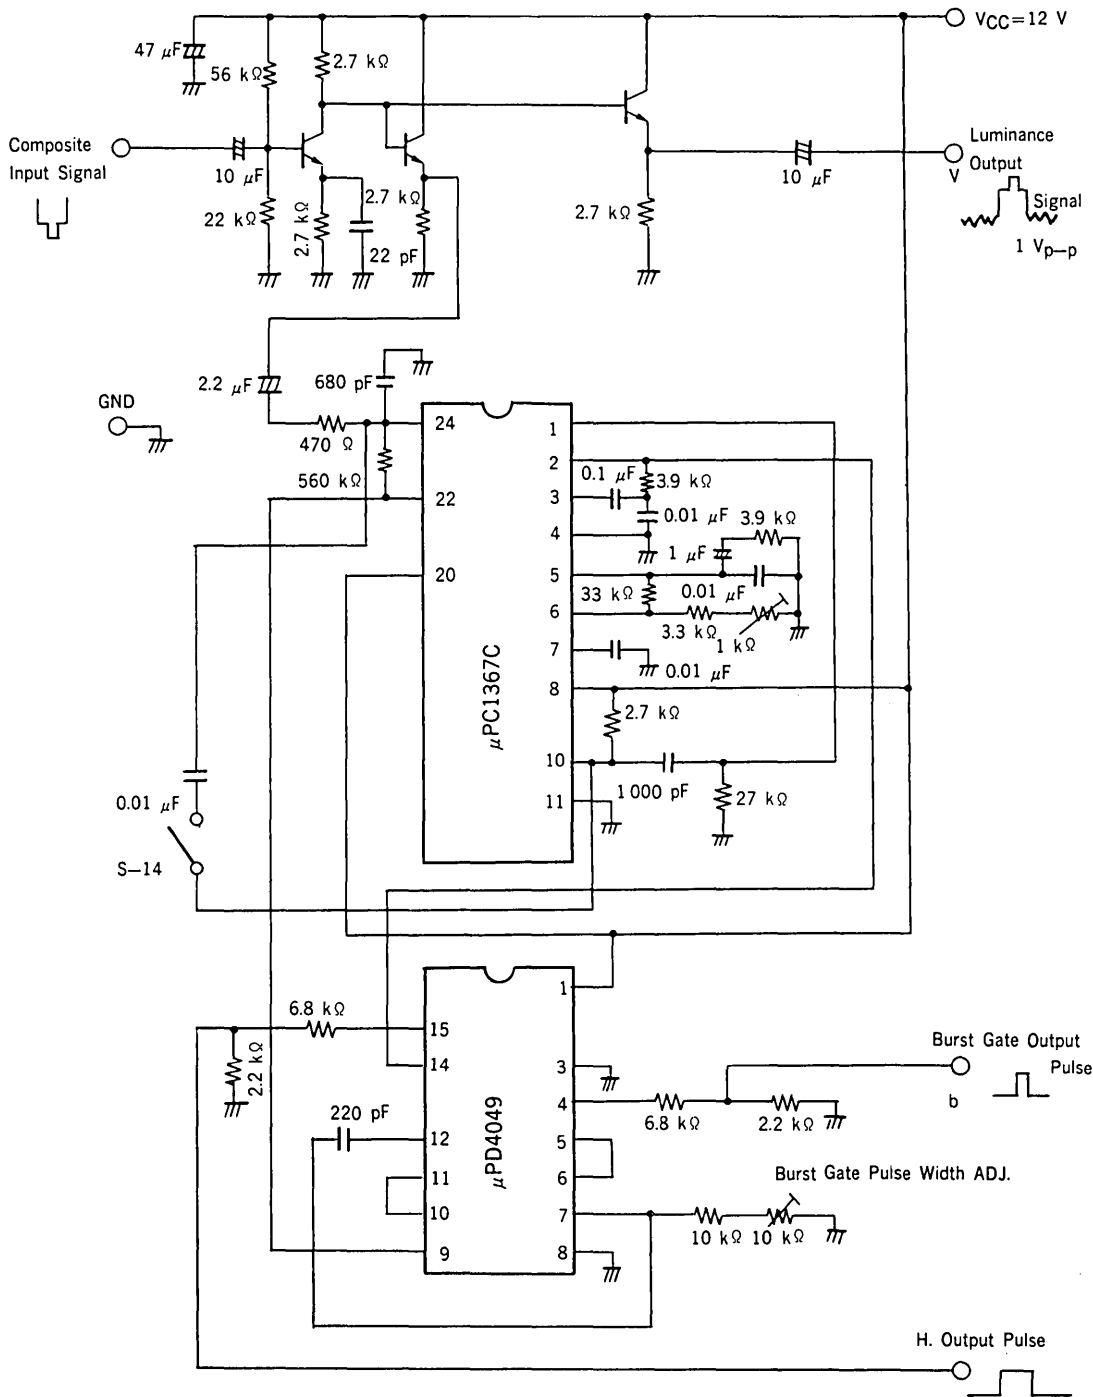 VCC=12 V
47 µF
56 kΩ
2.7 kΩ
Composite
Input Signal
10 µF
22 kΩ
2.7 kΩ
22 pF
2.7 kΩ
2.7 kΩ
10 µF
Luminance
Output
V
Signal
1 Vp-p
2.2 µF
680 pF
GND
470 Ω
560 kΩ
24
22
20
µPC1367C
1
2
3
4
5
6
7
8
10
11
0.1 µF
3.9 kΩ
0.01 µF
3.9 kΩ
1 µF
33 kΩ
0.01 µF
3.3 kΩ
1 kΩ
0.01 µF
2.7 kΩ
1000 pF
27 kΩ
0.01 µF
S-14
6.8 kΩ
2.2 kΩ
220 pF
15
14
12
11
10
9
µPD4049
1
3
4
5
6
7
8
Burst Gate Output
Pulse
b
6.8 kΩ
2.2 kΩ
Burst Gate Pulse Width ADJ.
10 kΩ
10 kΩ
H. Output Pulse